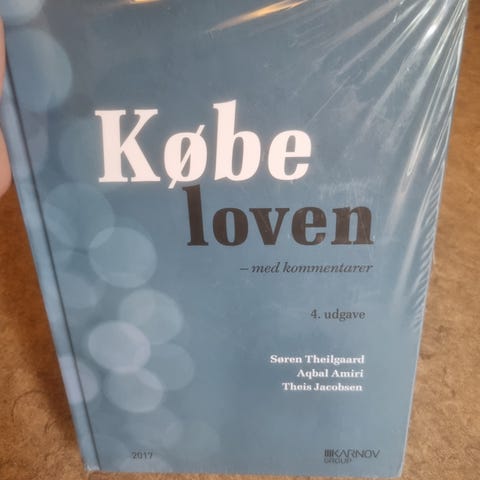 Købe
loven
– med kommentarer
4. udgave
Søren Theilgaard
Aqbal Amiri
Theis Jacobsen
2017
KARNOV
GROUP